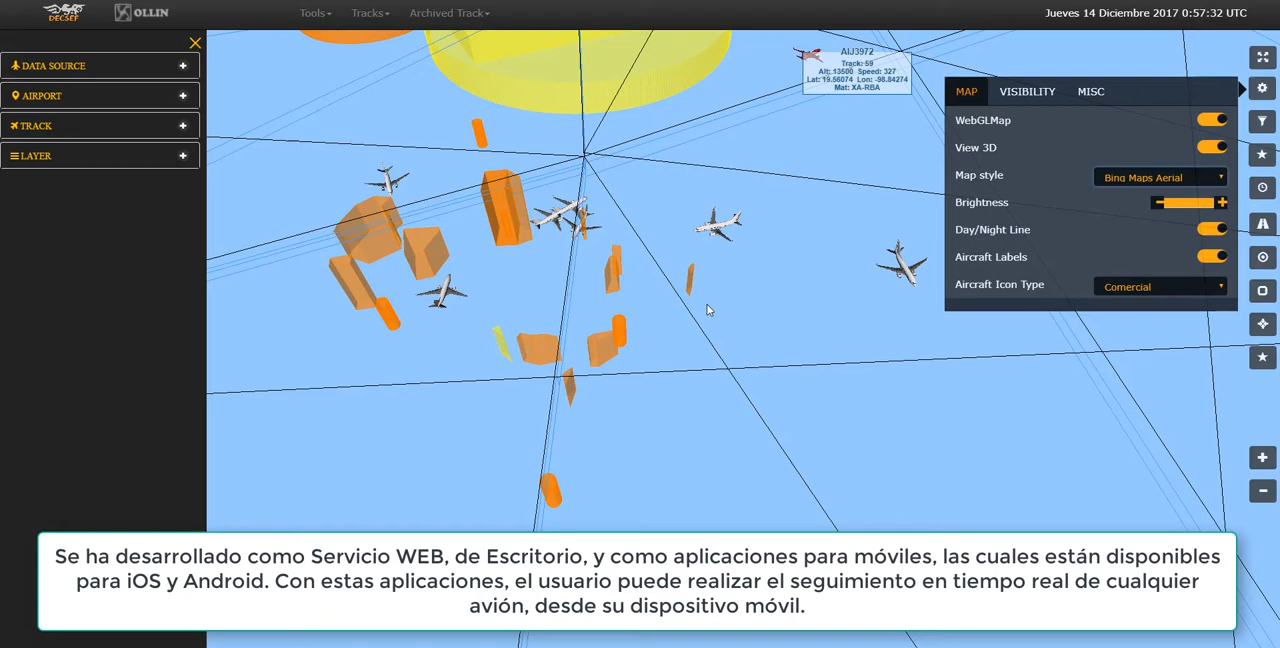 DECSEF
OLLIN
Tools
Tracks
Archived Track
Jueves 14 Diciembre 2017 0:57:32 UTC
DATA SOURCE
AIRPORT
TRACK
LAYER
AIJ3972
Track: 59
Alt: 13500 Speed: 327
Lat: 19.56074 Lon: -98.84274
Mat: XA-RBA
MAP VISIBILITY MISC
WebGLMap
View 3D
Map style Bing Maps Aerial
Brightness
Day/Night Line
Aircraft Labels
Aircraft Icon Type Comercial
Se ha desarrollado como Servicio WEB, de Escritorio, y como aplicaciones para móviles, las cuales están disponibles
para iOS y Android. Con estas aplicaciones, el usuario puede realizar el seguimiento en tiempo real de cualquier
avión, desde su dispositivo móvil.